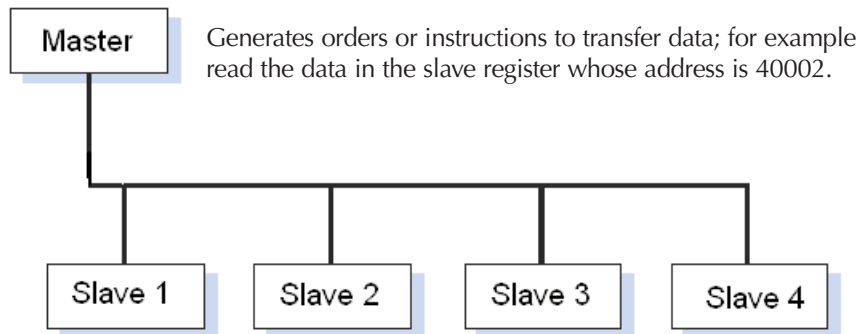 Master
Generates orders or instructions to transfer data; for example
read the data in the slave register whose address is 40002.
Slave 1
Slave 2
Slave 3
Slave 4